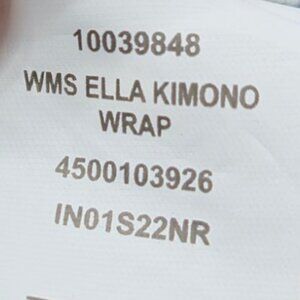 10039848
WMS ELLA KIMONO
WRAP
4500103926
IN01S22NR